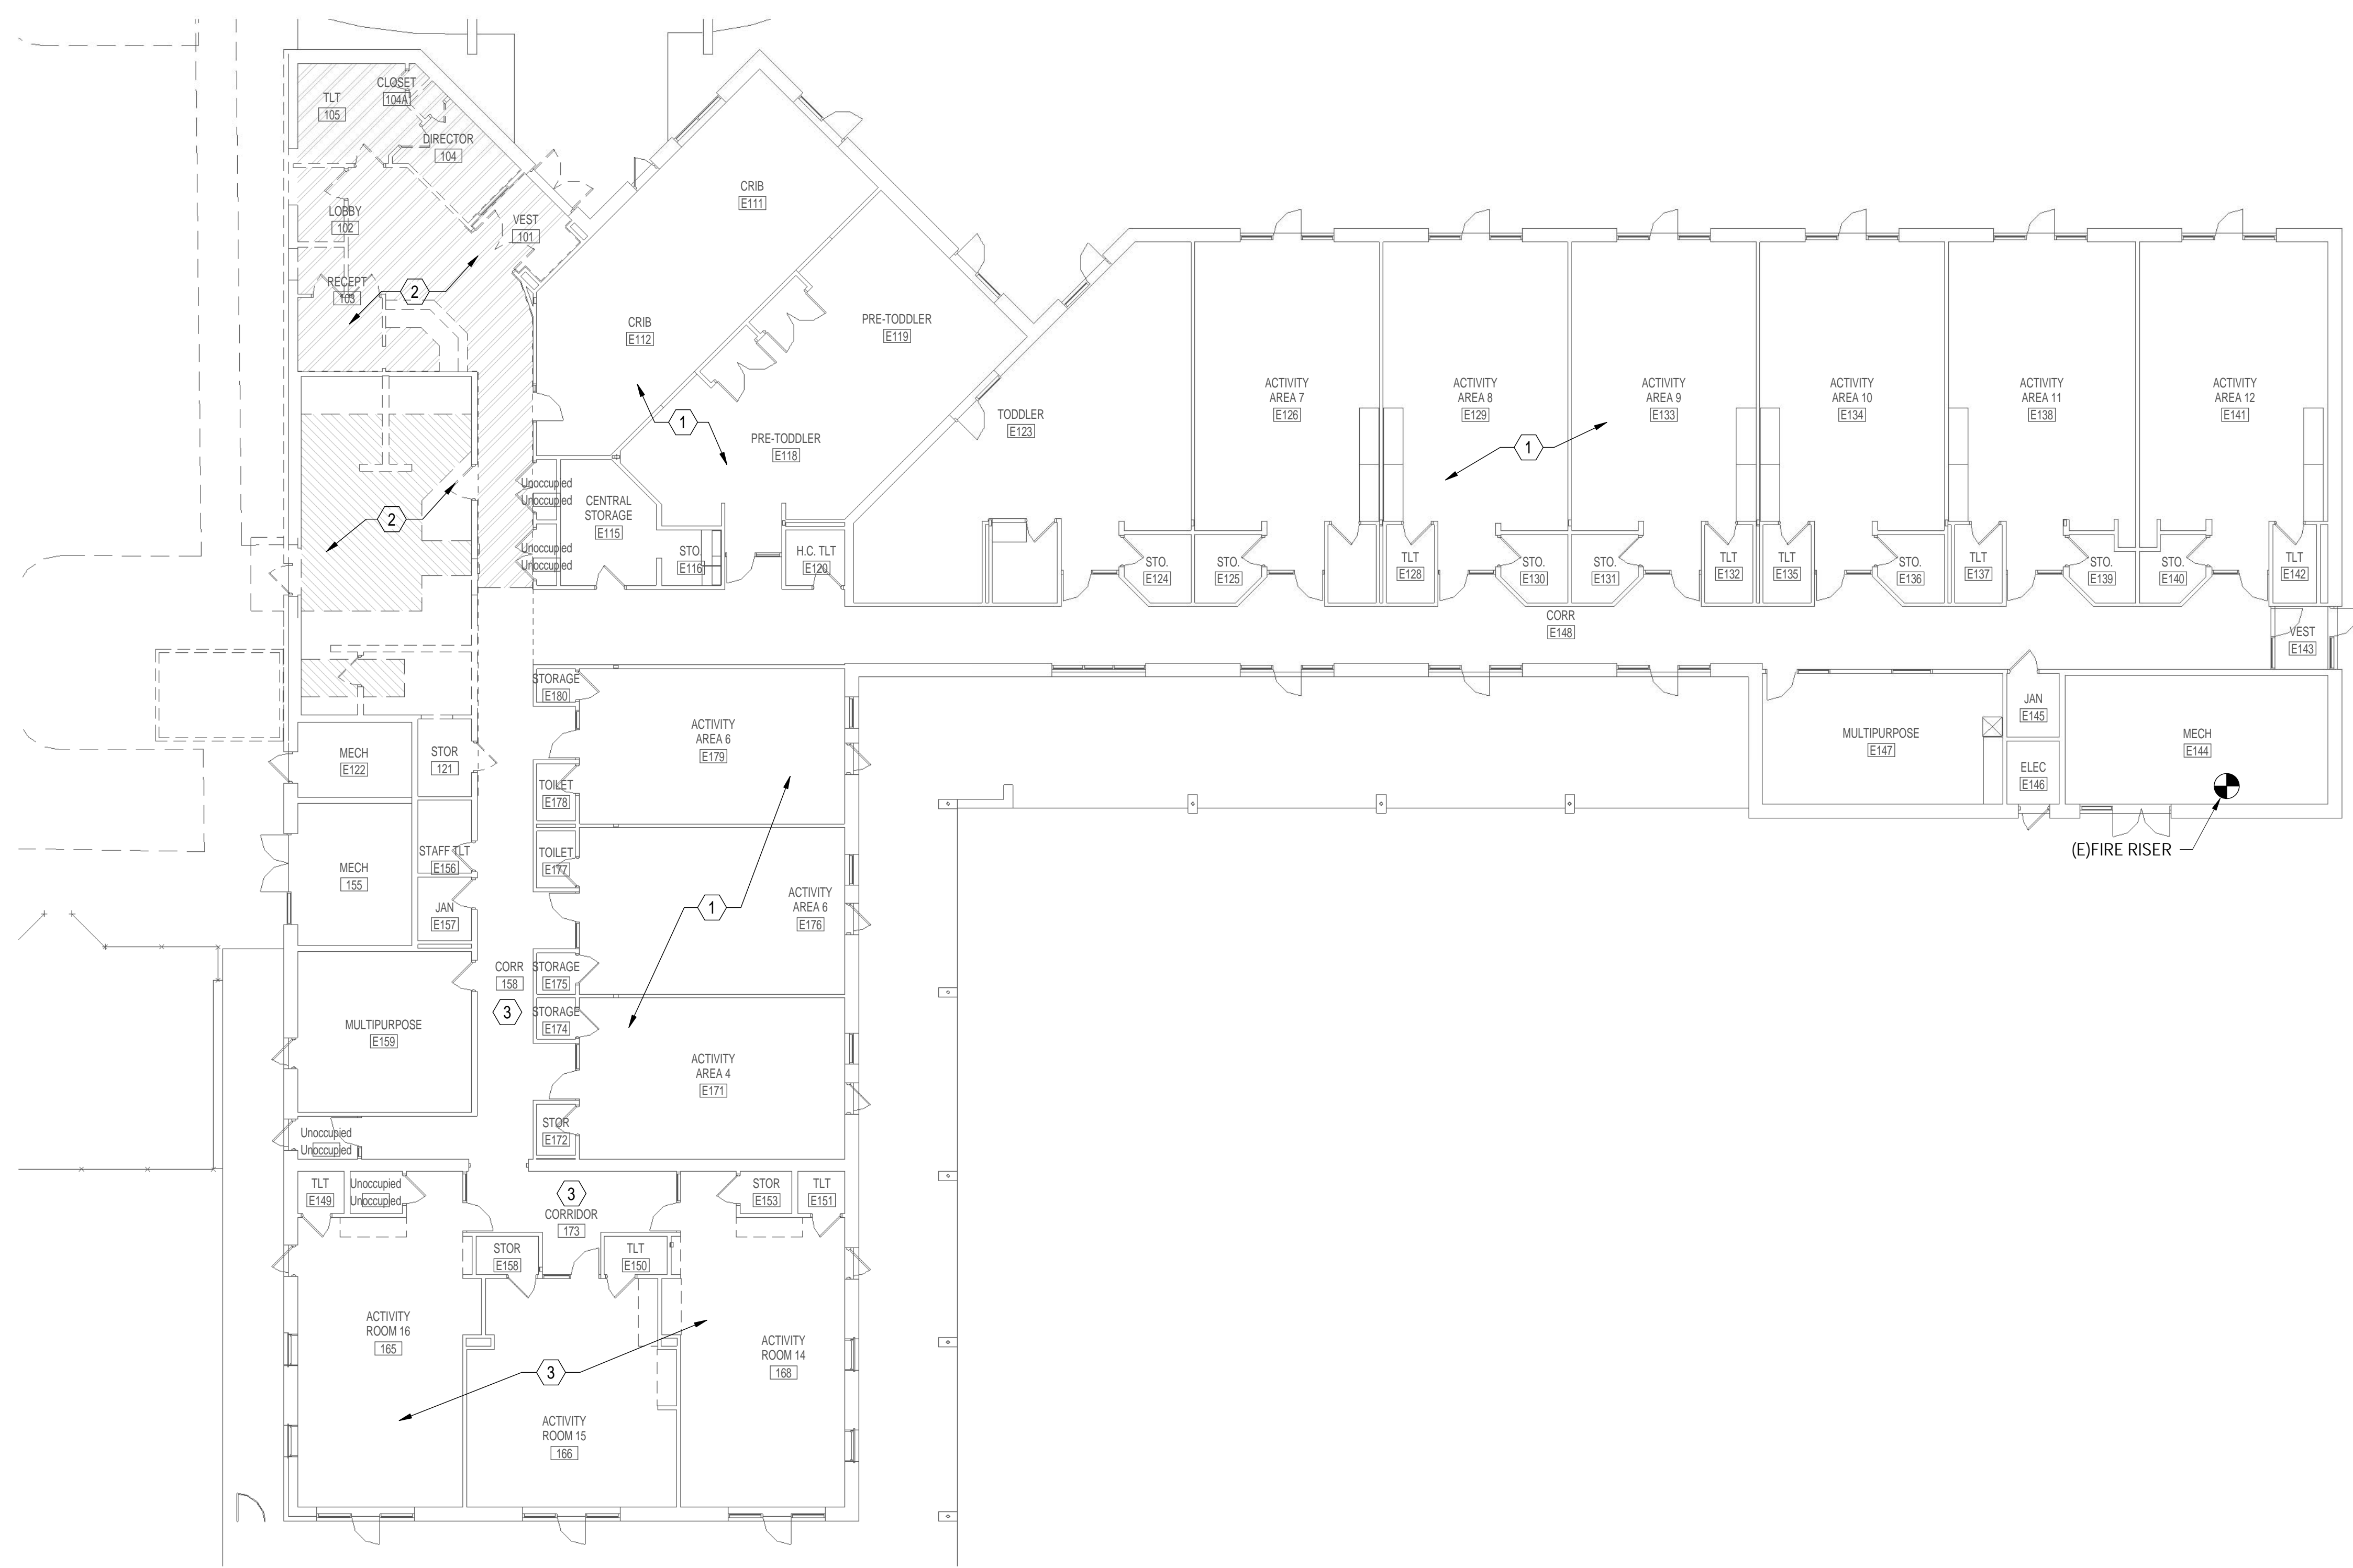 CLOSET
104A
TLT
105
DIRECTOR
104
LOBBY
102
VEST
101
RECEPT
103
2
CRIB
E111
CRIB
E112
PRE-TODDLER
E119
1
PRE-TODDLER
E118
TODDLER
E123
ACTIVITY
AREA 7
E126
ACTIVITY
AREA 8
E129
ACTIVITY
AREA 9
E133
ACTIVITY
AREA 10
E134
ACTIVITY
AREA 11
E138
ACTIVITY
AREA 12
E141
1
2
Unoccupied
Unoccupied
Unoccupied
Unoccupied
CENTRAL
STORAGE
E115
STO.
E116
H.C. TLT
E120
STO.
E124
STO.
E125
TLT
E128
STO.
E130
STO.
E131
TLT
E132
TLT
E135
STO.
E136
TLT
E137
STO.
E139
STO.
E140
TLT
E142
CORR
E148
VEST
E143
STORAGE
E180
ACTIVITY
AREA 6
E179
MECH
E122
STOR
121
TOILET
E178
MULTIPURPOSE
E147
JAN
E145
ELEC
E146
MECH
E144
(E)FIRE RISER
MECH
155
STAFF TLT
E156
TOILET
E177
JAN
E157
1
ACTIVITY
AREA 6
E176
CORR
158
3
STORAGE
E175
STORAGE
E174
MULTIPURPOSE
E159
ACTIVITY
AREA 4
E171
STOR
E172
Unoccupied
Unoccupied
TLT
E149
Unoccupied
Unoccupied
3
CORRIDOR
173
STOR
E153
TLT
E151
STOR
E158
TLT
E150
ACTIVITY
ROOM 16
165
3
ACTIVITY
ROOM 14
168
ACTIVITY
ROOM 15
166